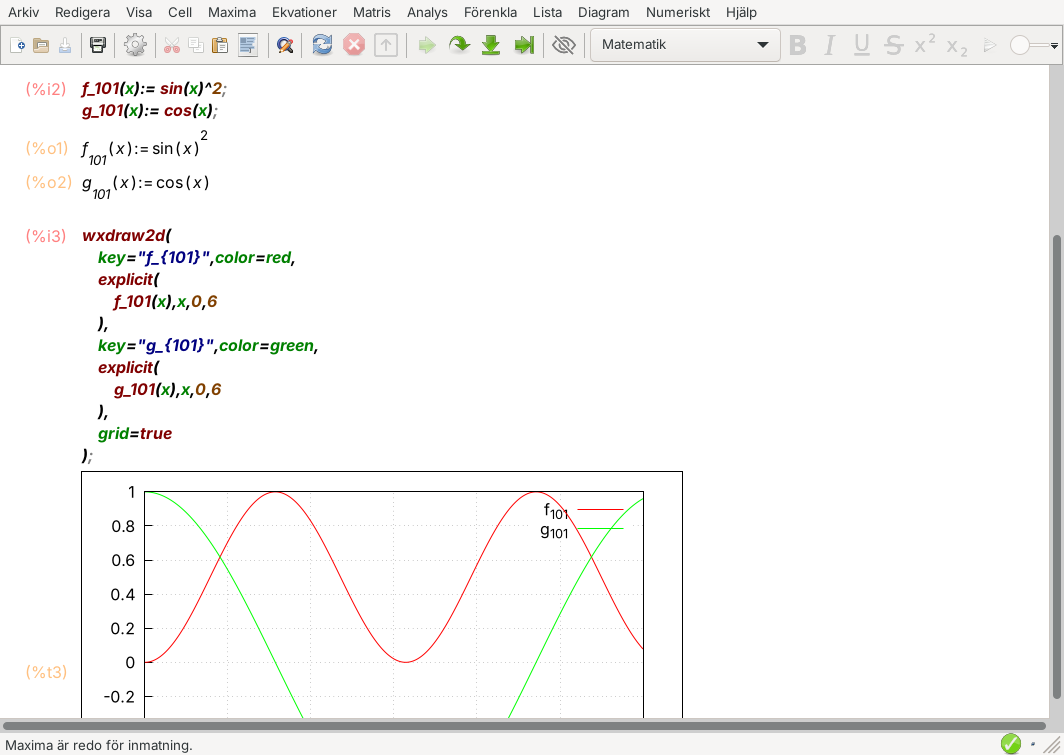 Arkiv Redigera Visa Cell Maxima Ekvationer Matris Analys Förenkla Lista Diagram Numeriskt Hjälp
Matematik B I U S x² x₂
(%i2) f_101(x):= sin(x)^2;
g_101(x):= cos(x);
(%o1) f₁₀₁(x):=sin(x)²
(%o2) g₁₀₁(x):=cos(x)
(%i3) wxdraw2d(
key="f_{101}",color=red,
explicit(
f_101(x),x,0,6
),
key="g_{101}",color=green,
explicit(
g_101(x),x,0,6
),
grid=true
);
1
f₁₀₁
0.8
g₁₀₁
0.6
0.4
0.2
0
(%t3)
-0.2
Maxima är redo för inmatning.